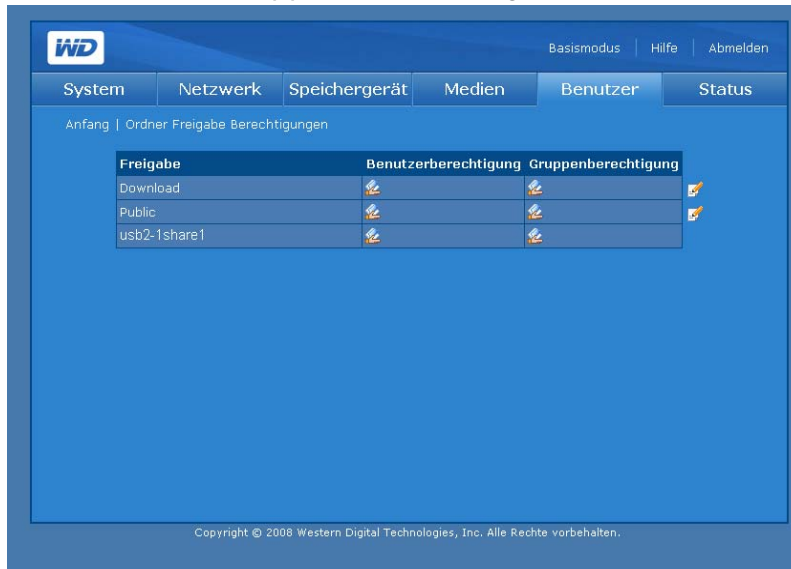 WD
Basismodus | Hilfe | Abmelden
System Netzwerk Speichergerät Medien Benutzer Status
Anfang | Ordner Freigabe Berechtigungen
Freigabe Benutzerberechtigung Gruppenberechtigung
Download
Public
usb2-1share1
Copyright © 2008 Western Digital Technologies, Inc. Alle Rechte vorbehalten.